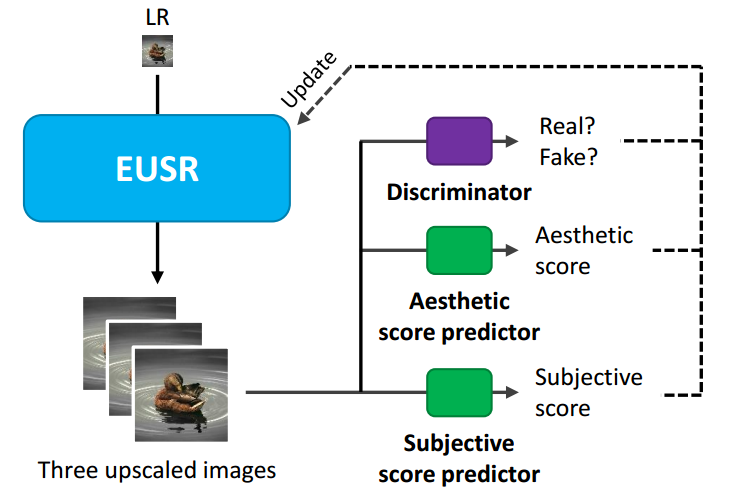 LR
Update
EUSR
Real?
Fake?
Discriminator
Aesthetic
score
Aesthetic
score predictor
Subjective
score
Subjective
score predictor
Three upscaled images